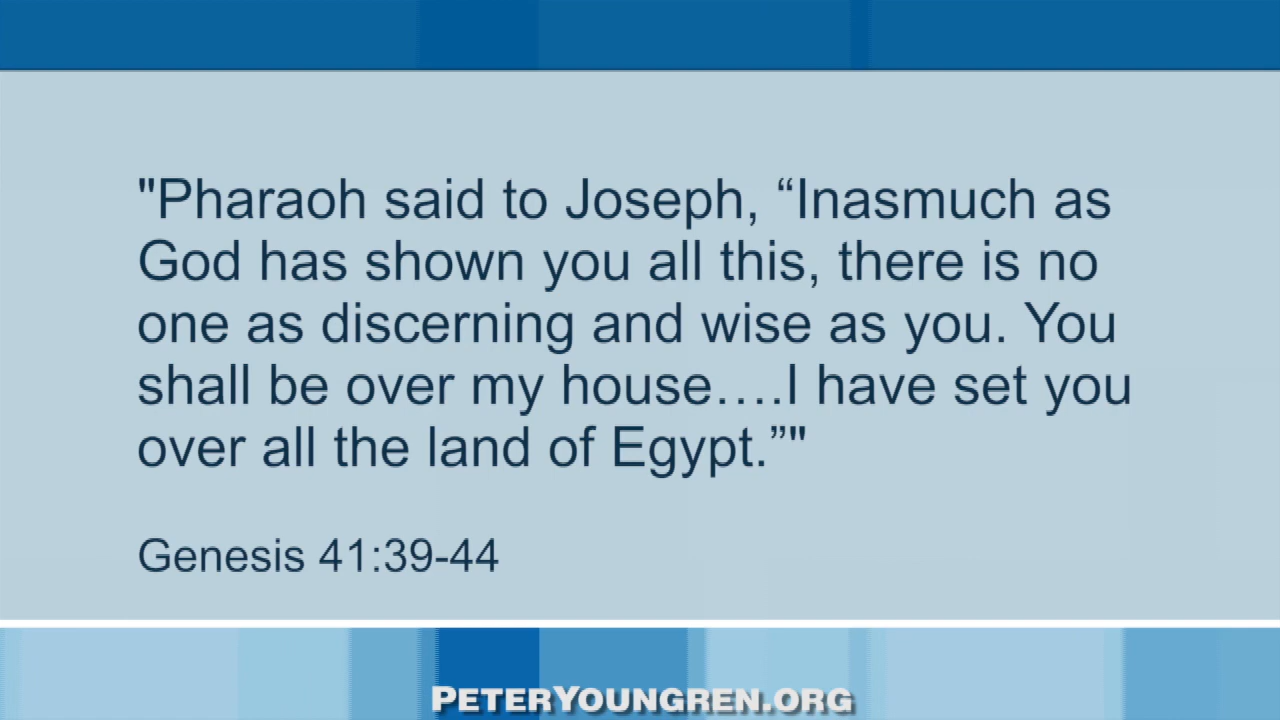 "Pharaoh said to Joseph, “Inasmuch as
God has shown you all this, there is no
one as discerning and wise as you. You
shall be over my house….I have set you
over all the land of Egypt.”"
Genesis 41:39-44
PETERYOUNGREN.ORG